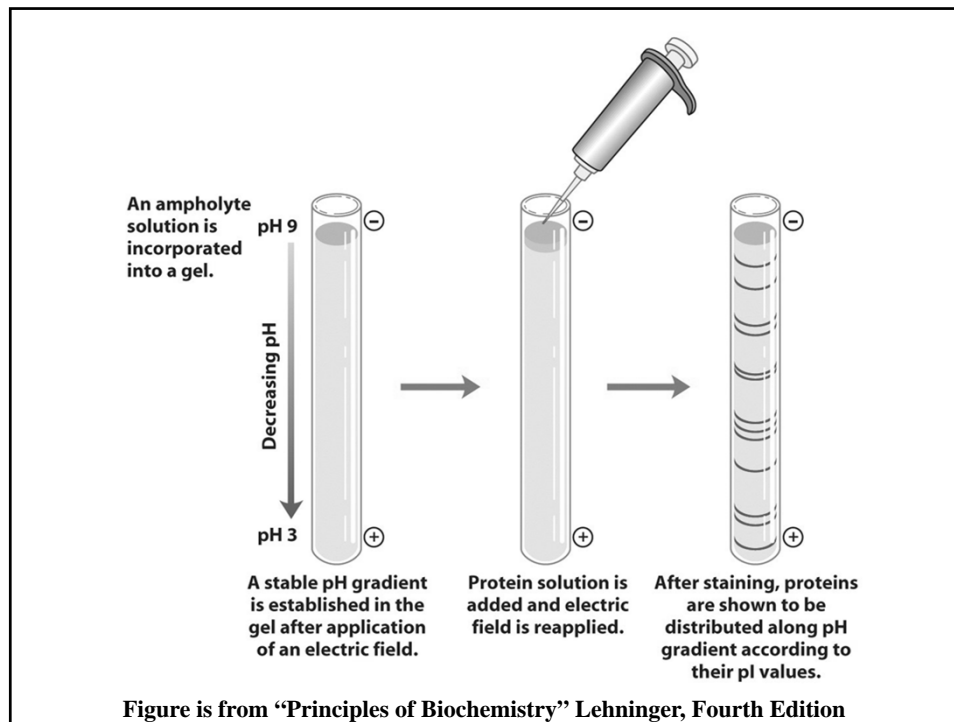 An ampholyte
solution is
incorporated
into a gel.
pH 9
Decreasing pH
pH 3
−
+
A stable pH gradient
is established in the
gel after application
of an electric field.
−
+
Protein solution is
added and electric
field is reapplied.
−
+
After staining, proteins
are shown to be
distributed along pH
gradient according to
their pI values.
Figure is from “Principles of Biochemistry” Lehninger, Fourth Edition